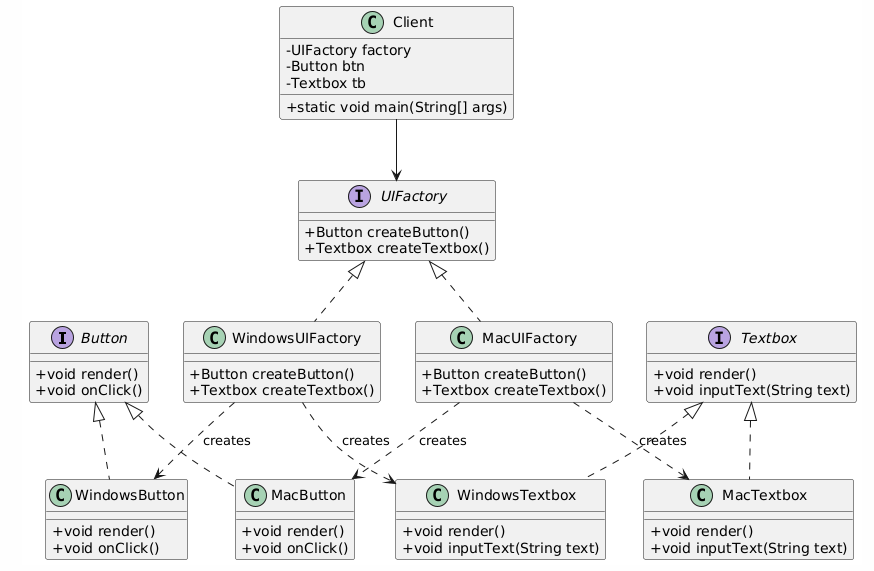 C Client
-UIFactory factory
-Button btn
-Textbox tb
+static void main(String[] args)
I UIFactory
+Button createButton()
+Textbox createTextbox()
I Button
+void render()
+void onClick()
C WindowsUIFactory
+Button createButton()
+Textbox createTextbox()
C MacUIFactory
+Button createButton()
+Textbox createTextbox()
I Textbox
+void render()
+void inputText(String text)
creates
creates
creates
creates
C WindowsButton
+void render()
+void onClick()
C MacButton
+void render()
+void onClick()
C WindowsTextbox
+void render()
+void inputText(String text)
C MacTextbox
+void render()
+void inputText(String text)